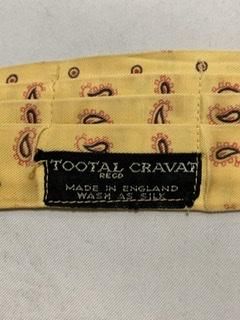 TOOTAL CRAVAT
REGD
MADE IN ENGLAND
WASH AS SILK